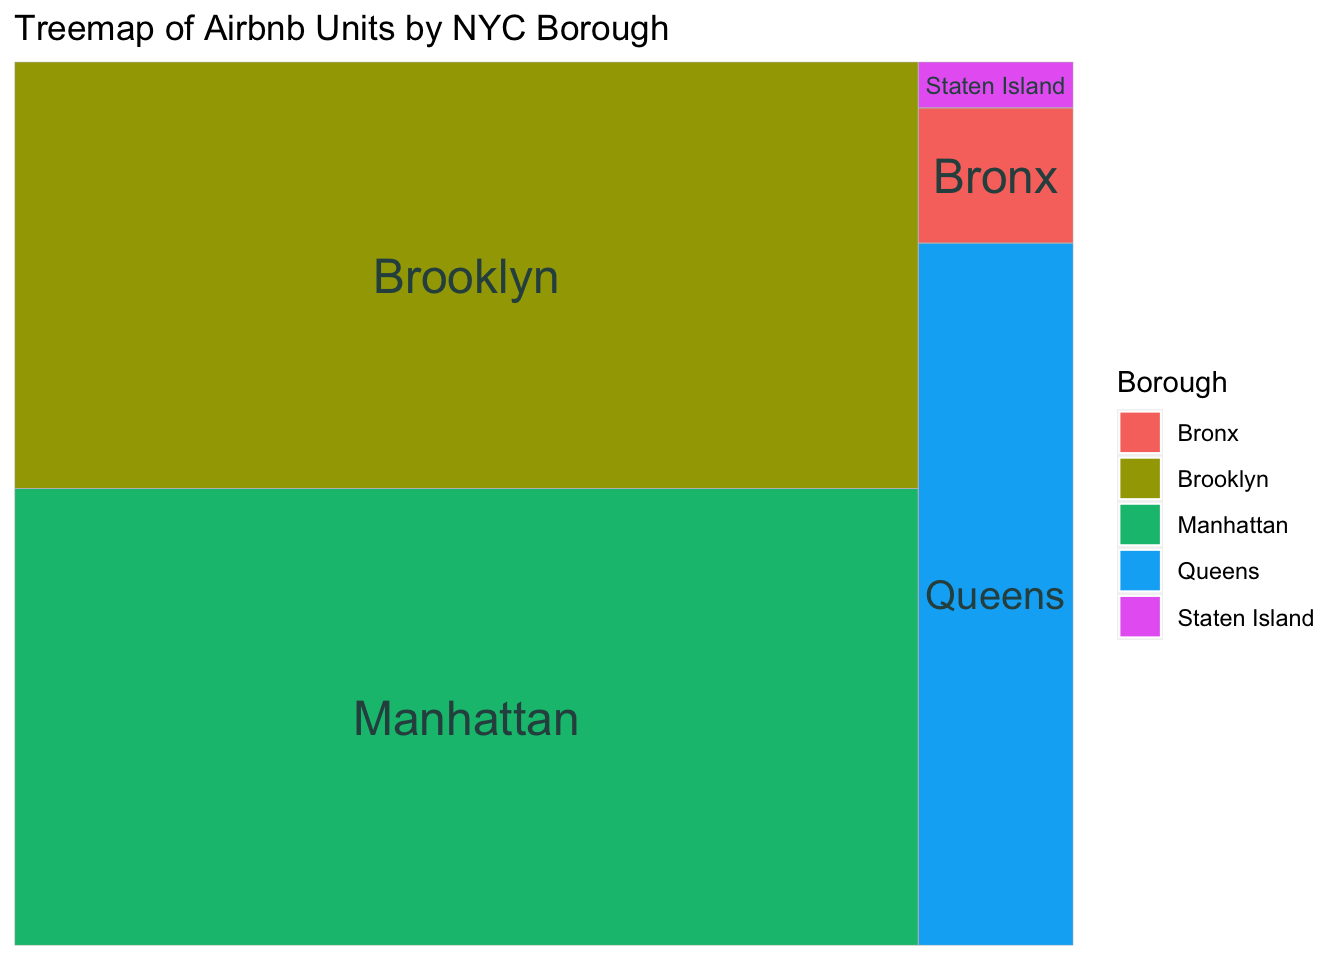 Treemap of Airbnb Units by NYC Borough
Staten Island
Bronx
Brooklyn
Queens
Manhattan
Borough
Bronx
Brooklyn
Manhattan
Queens
Staten Island